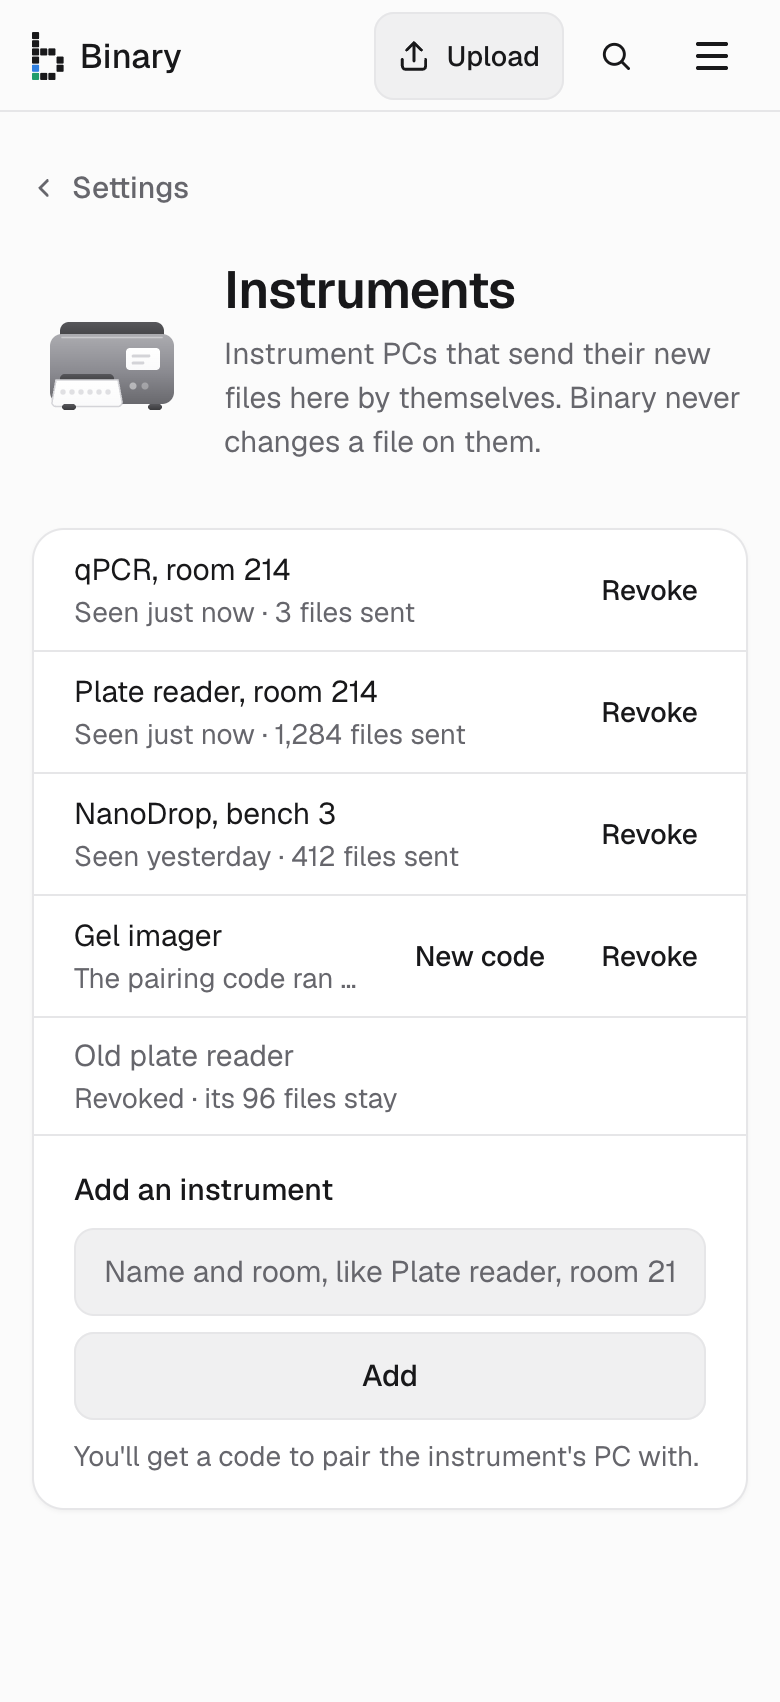 Binary
Upload
Settings
Instruments
Instrument PCs that send their new
files here by themselves. Binary never
changes a file on them.
qPCR, room 214
Seen just now · 3 files sent
Revoke
Plate reader, room 214
Seen just now · 1,284 files sent
Revoke
NanoDrop, bench 3
Seen yesterday · 412 files sent
Revoke
Gel imager
The pairing code ran ...
New code
Revoke
Old plate reader
Revoked · its 96 files stay
Add an instrument
Name and room, like Plate reader, room 21
Add
You'll get a code to pair the instrument's PC with.